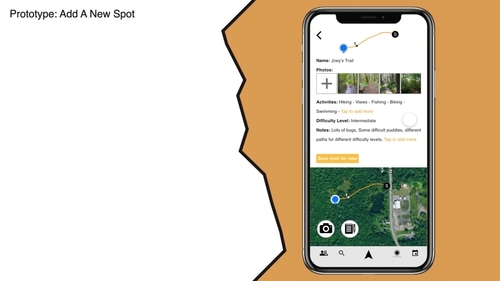 Prototype: Add A New Spot
Name: Joey's Trail
Photos:
Activities: Hiking - Views - Fishing - Biking -
Swimming - Tap to add more
Difficulty Level: Intermediate
Notes: Lots of bugs, Some difficult puddles, different
paths for different difficulty levels. Tap to add more
Save draft for later